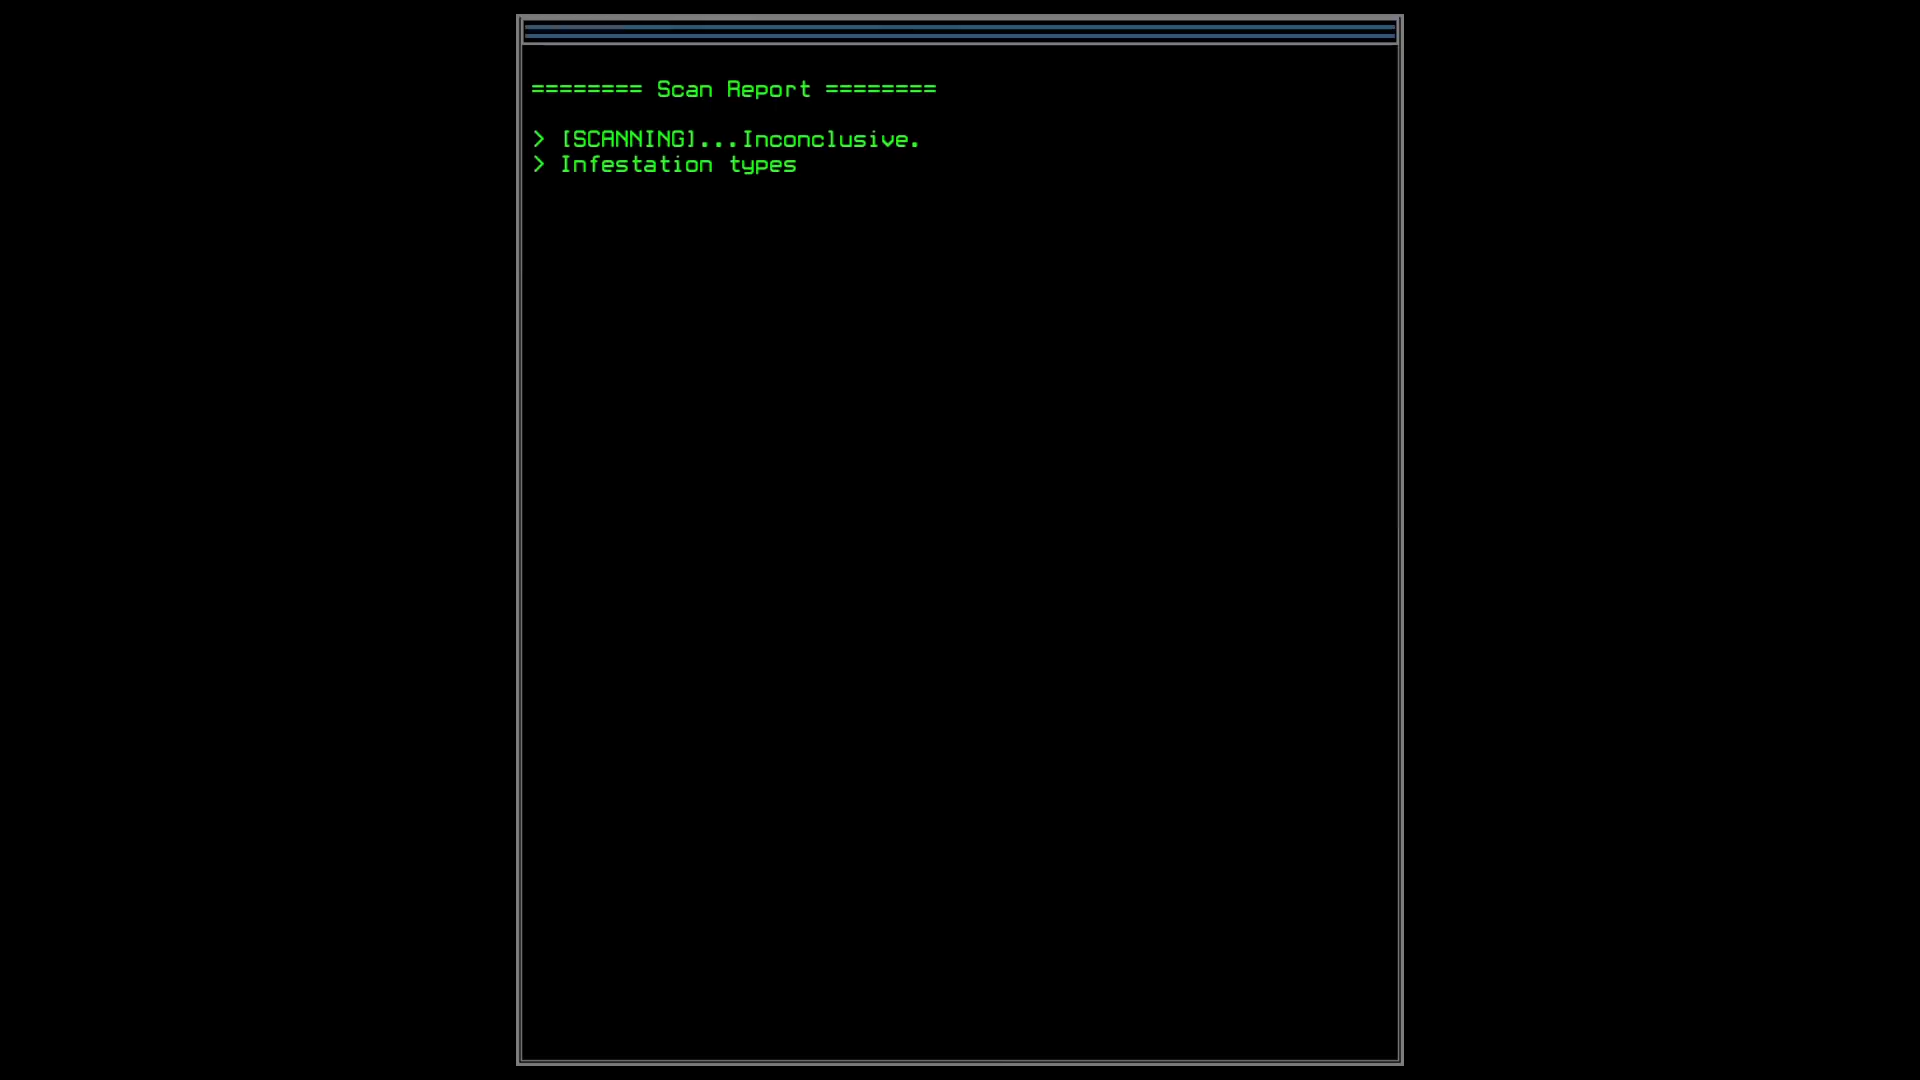 ======== Scan Report ========
> [SCANNING]...Inconclusive.
> Infestation types